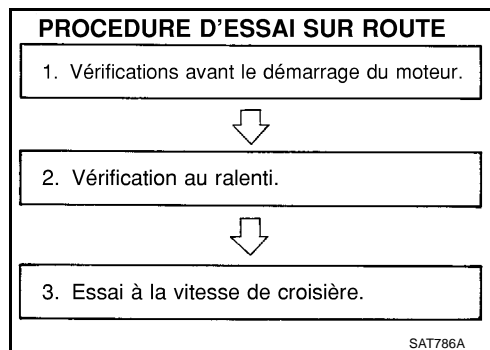 PROCEDURE D'ESSAI SUR ROUTE
1. Vérifications avant le démarrage du moteur.
2. Vérification au ralenti.
3. Essai à la vitesse de croisière.
SAT786A